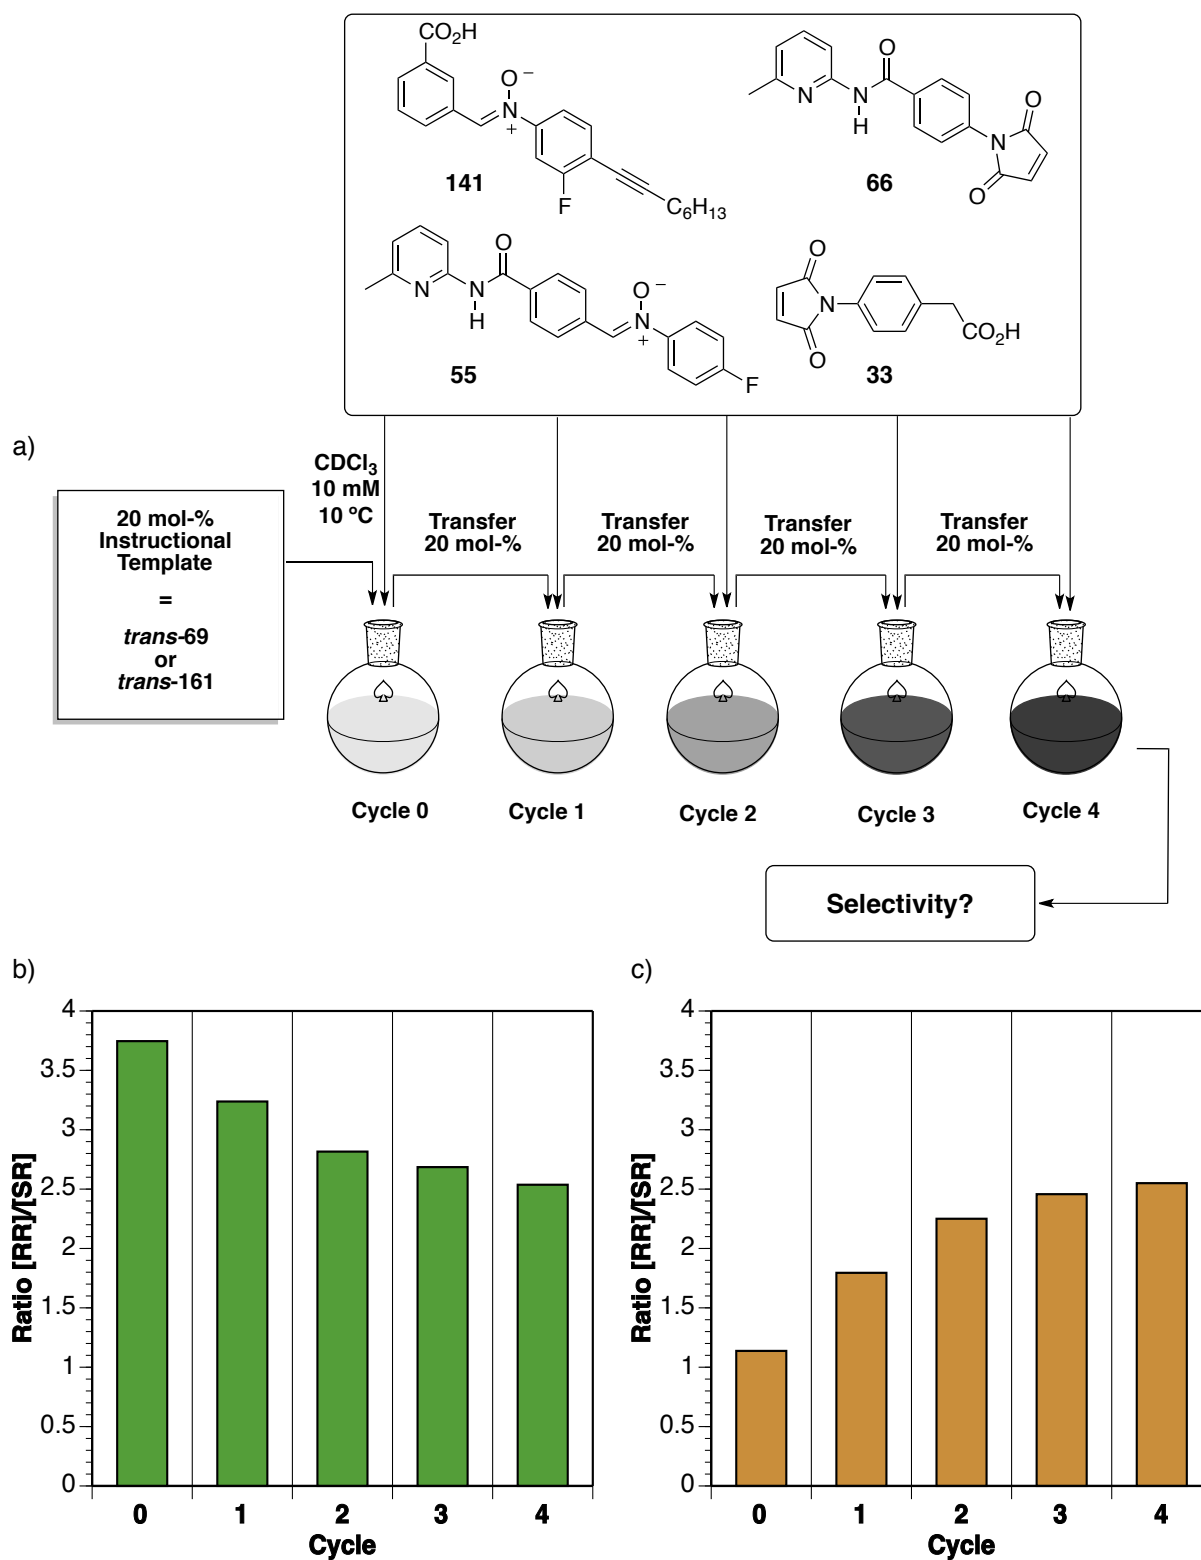 CO2H
O−
N
+
F
C6H13
141
N
N
H
O
N
O
O
66
N
N
H
O
O−
N
+
F
55
O
N
O
CO2H
33
a)
CDCl3
10 mM
10 ºC
20 mol-%
Instructional
Template
=
trans-69
or
trans-161
Transfer
20 mol-%
Transfer
20 mol-%
Transfer
20 mol-%
Transfer
20 mol-%
Cycle 0
Cycle 1
Cycle 2
Cycle 3
Cycle 4
Selectivity?
b)
Ratio [RR]/[SR]
4
3.5
3
2.5
2
1.5
1
0.5
0
0 1 2 3 4
Cycle
c)
Ratio [RR]/[SR]
4
3.5
3
2.5
2
1.5
1
0.5
0
0 1 2 3 4
Cycle